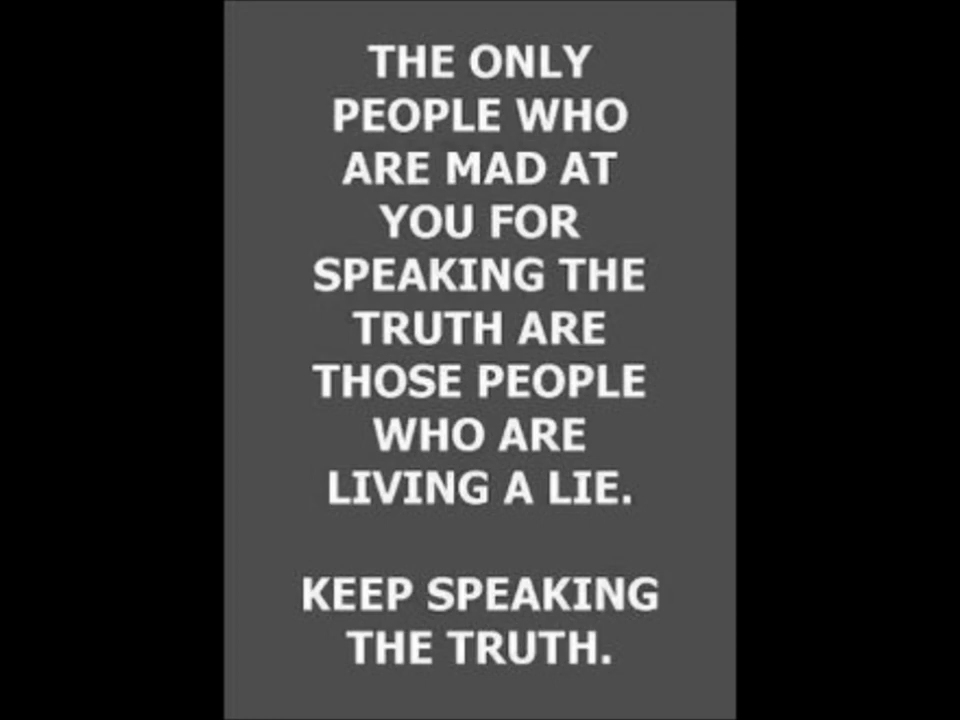 THE ONLY
PEOPLE WHO
ARE MAD AT
YOU FOR
SPEAKING THE
TRUTH ARE
THOSE PEOPLE
WHO ARE
LIVING A LIE.
KEEP SPEAKING
THE TRUTH.